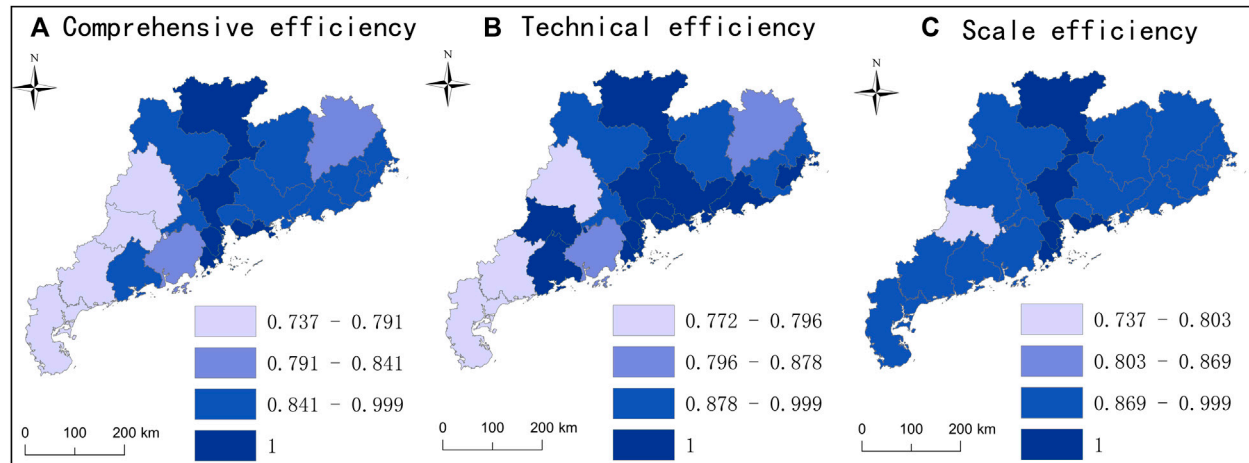 A Comprehensive efficiency
N
0.737 - 0.791
0.791 - 0.841
0.841 - 0.999
1
0 100 200 km
B Technical efficiency
N
0.772 - 0.796
0.796 - 0.878
0.878 - 0.999
1
0 100 200 km
C Scale efficiency
N
0.737 - 0.803
0.803 - 0.869
0.869 - 0.999
1
0 100 200 km